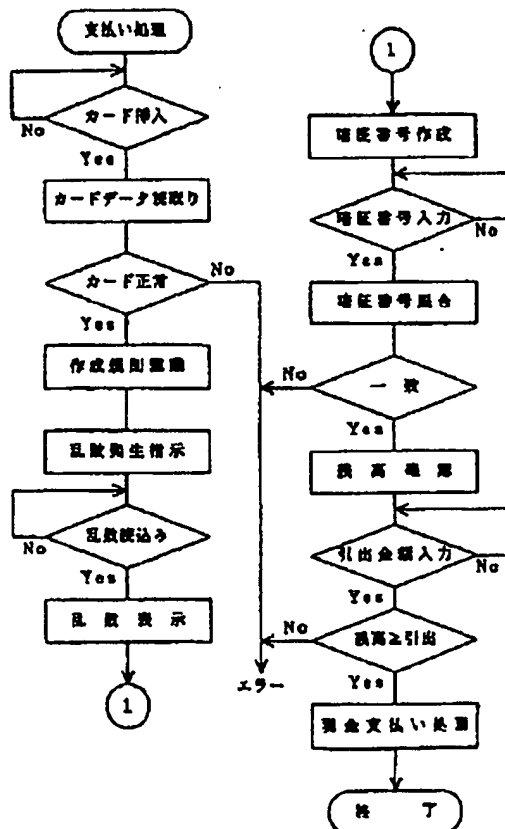 支払い処理
カード挿入
No
Yes
カードデータ読取り
カード正常
No
Yes
作成規則認識
乱数発生指示
乱数読込み
No
Yes
乱数表示
1
1
暗証番号作成
暗証番号入力
No
Yes
暗証番号照合
一致
No
Yes
残高確認
引出金額入力
No
Yes
残高≥引出
No
Yes
エラー
現金支払い処理
終了